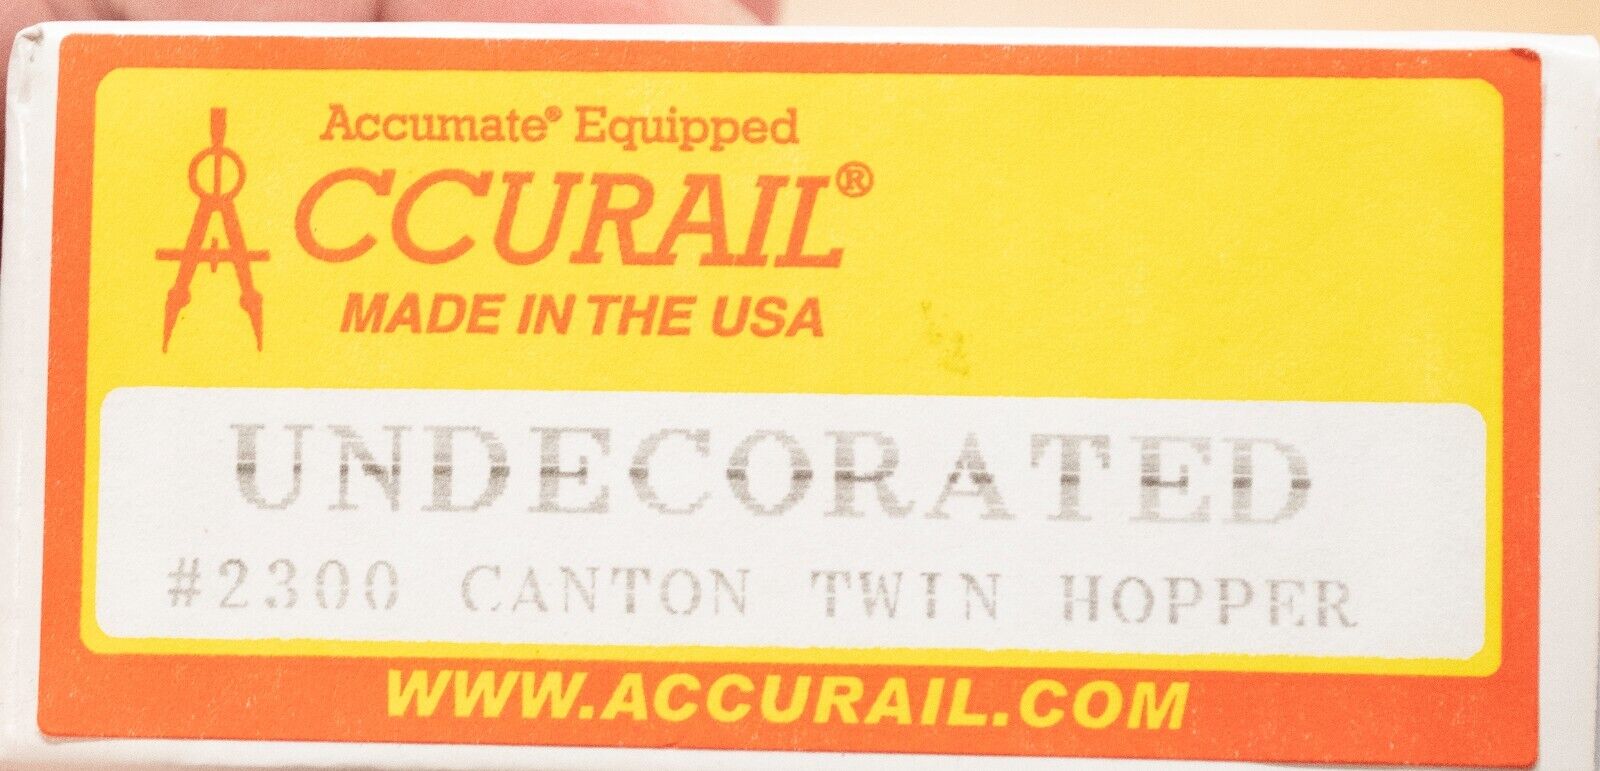 Accumate® Equipped
ACCURAIL®
MADE IN THE USA
UNDECORATED
#2300 CANTON TWIN HOPPER
WWW.ACCURAIL.COM